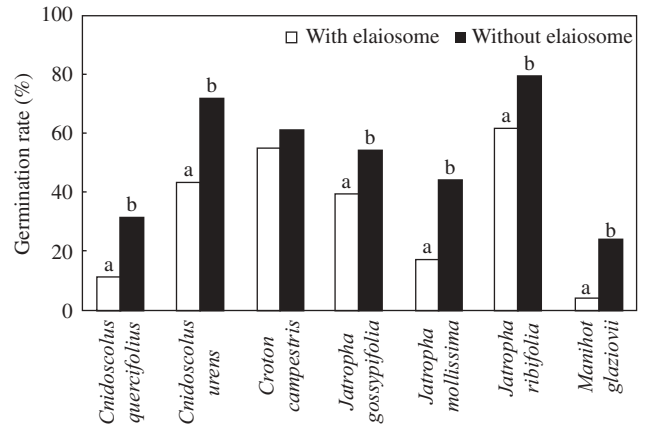 100
80
60
40
20
0
Germination rate (%)
With elaiosome
Without elaiosome
a
b
a
b
a
b
a
b
a
b
a
b
Cnidoscolus
quercifolius
Cnidoscolus
urens
Croton
campestris
Jatropha
gossypifolia
Jatropha
mollissima
Jatropha
ribifolia
Manihot
glaziovii